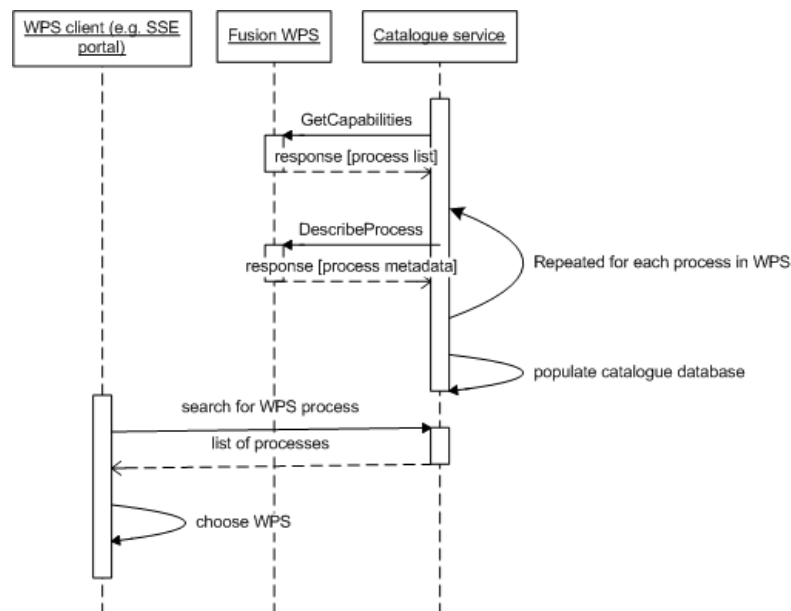 WPS client (e.g. SSE
portal)
Fusion WPS
Catalogue service
GetCapabilities
response [process list]
DescribeProcess
response [process metadata]
Repeated for each process in WPS
populate catalogue database
search for WPS process
list of processes
choose WPS